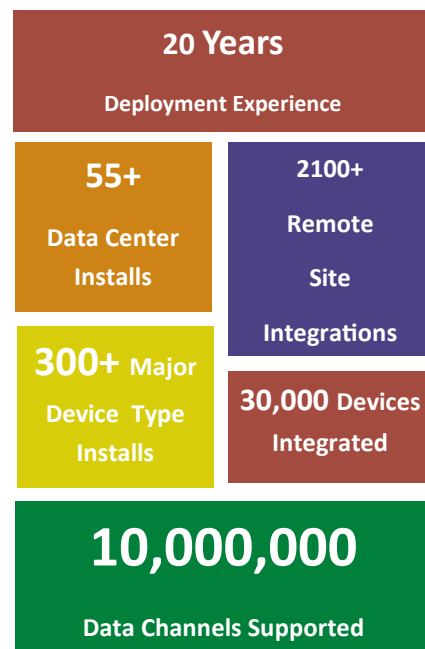 20 Years
Deployment Experience
55+
Data Center
Installs
2100+
Remote
Site
Integrations
300+ Major
Device Type
Installs
30,000 Devices
Integrated
10,000,000
Data Channels Supported